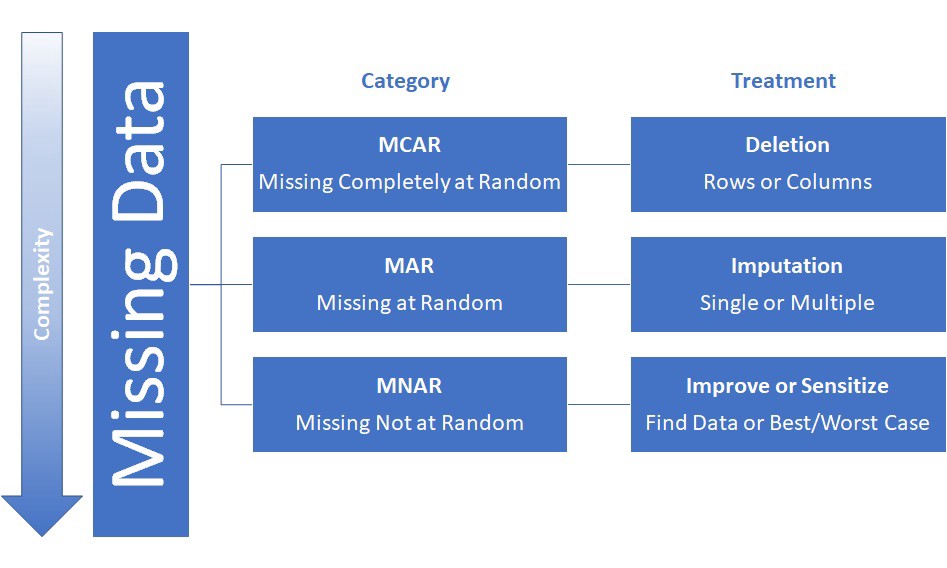 Complexity
Missing Data
Category
Treatment
MCAR
Missing Completely at Random
Deletion
Rows or Columns
MAR
Missing at Random
Imputation
Single or Multiple
MNAR
Missing Not at Random
Improve or Sensitize
Find Data or Best/Worst Case